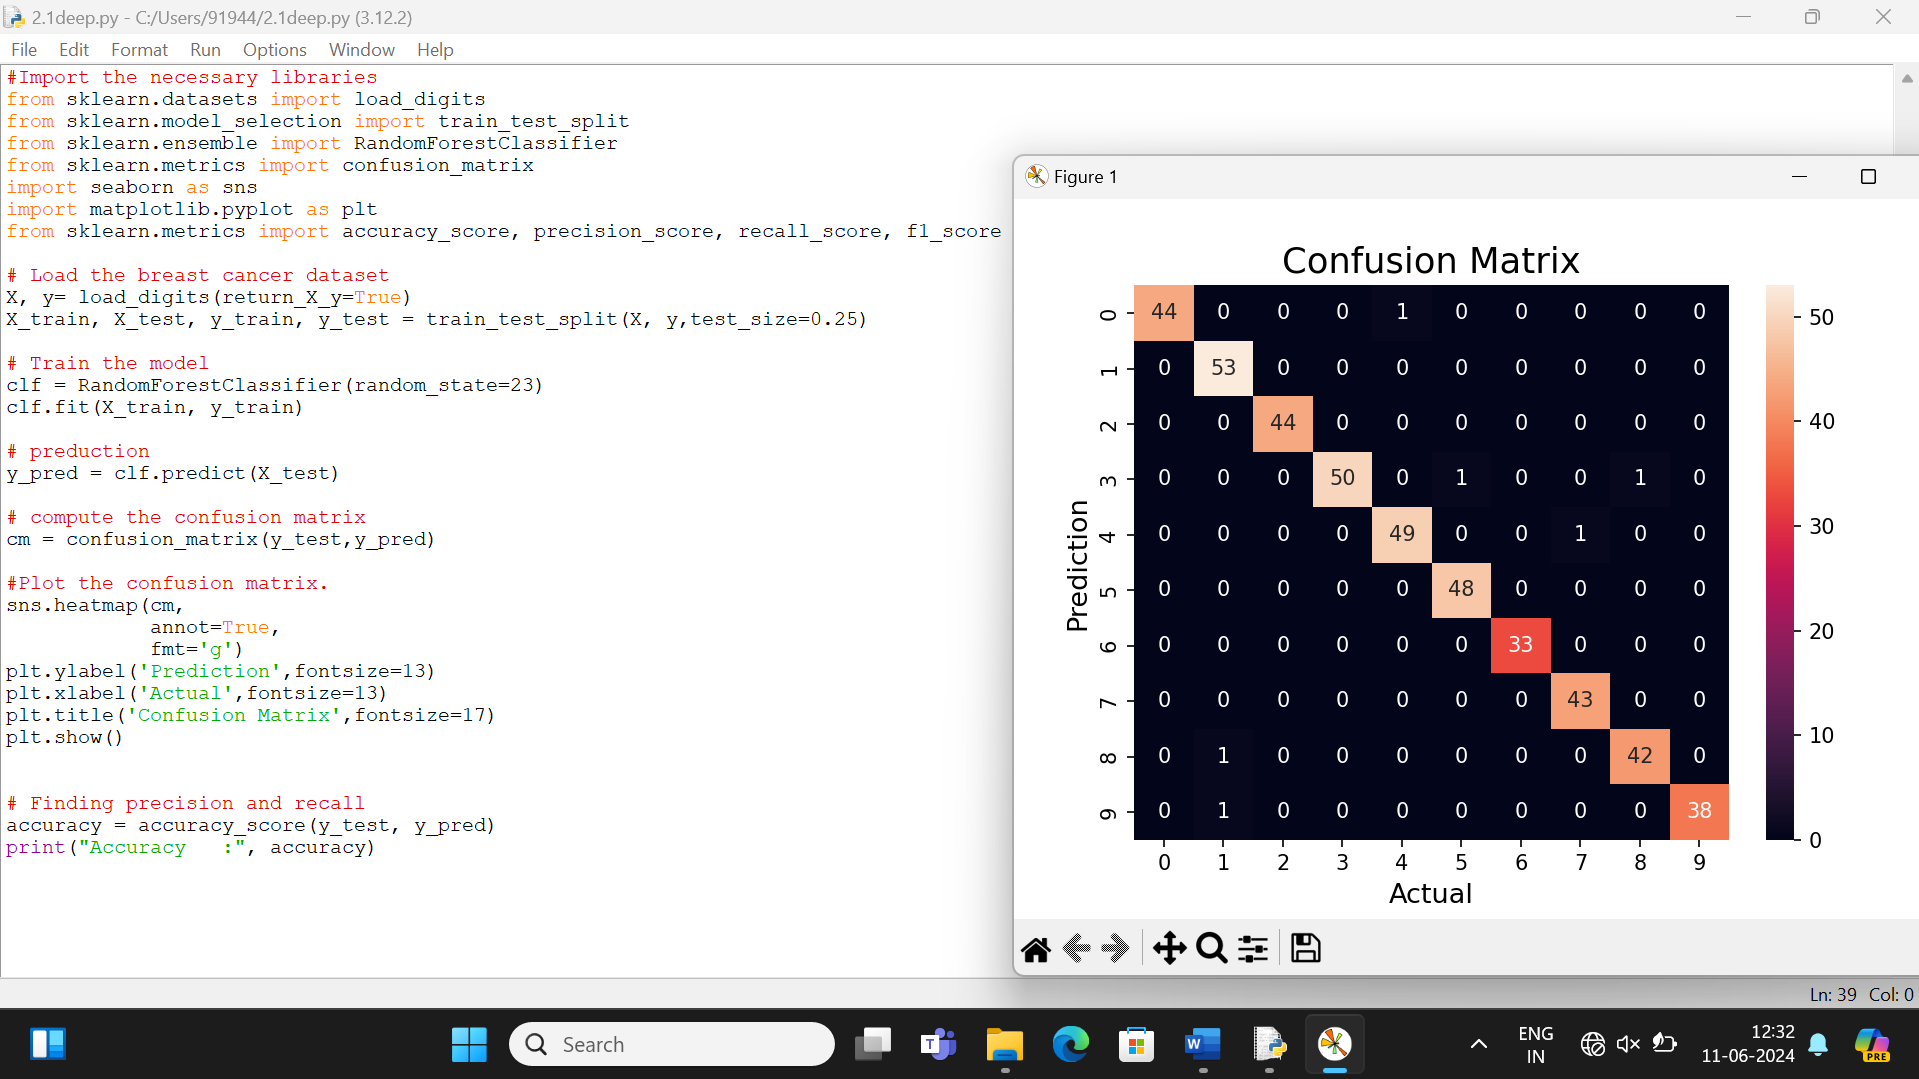 2.1deep.py - C:/Users/91944/2.1deep.py (3.12.2)
File Edit Format Run Options Window Help
#Import the necessary libraries
from sklearn.datasets import load_digits
from sklearn.model_selection import train_test_split
from sklearn.ensemble import RandomForestClassifier
from sklearn.metrics import confusion_matrix
import seaborn as sns
import matplotlib.pyplot as plt
from sklearn.metrics import accuracy_score, precision_score, recall_score, f1_score
# Load the breast cancer dataset
X, y= load_digits(return_X_y=True)
X_train, X_test, y_train, y_test = train_test_split(X, y,test_size=0.25)
# Train the model
clf = RandomForestClassifier(random_state=23)
clf.fit(X_train, y_train)
# preduction
y_pred = clf.predict(X_test)
# compute the confusion matrix
cm = confusion_matrix(y_test,y_pred)
#Plot the confusion matrix.
sns.heatmap(cm,
annot=True,
fmt='g')
plt.ylabel('Prediction',fontsize=13)
plt.xlabel('Actual',fontsize=13)
plt.title('Confusion Matrix',fontsize=17)
plt.show()
# Finding precision and recall
accuracy = accuracy_score(y_test, y_pred)
print("Accuracy   :", accuracy)
Figure 1
Confusion Matrix
Prediction
0 44 0 0 0 1 0 0 0 0 0
1 0 53 0 0 0 0 0 0 0 0
2 0 0 44 0 0 0 0 0 0 0
3 0 0 0 50 0 1 0 0 1 0
4 0 0 0 0 49 0 0 1 0 0
5 0 0 0 0 0 48 0 0 0 0
6 0 0 0 0 0 0 33 0 0 0
7 0 0 0 0 0 0 0 43 0 0
8 0 1 0 0 0 0 0 0 42 0
9 0 1 0 0 0 0 0 0 0 38
0 1 2 3 4 5 6 7 8 9
Actual
50
40
30
20
10
0
Ln: 39 Col: 0
Search
T
W
ENG
IN
12:32
11-06-2024
PRE